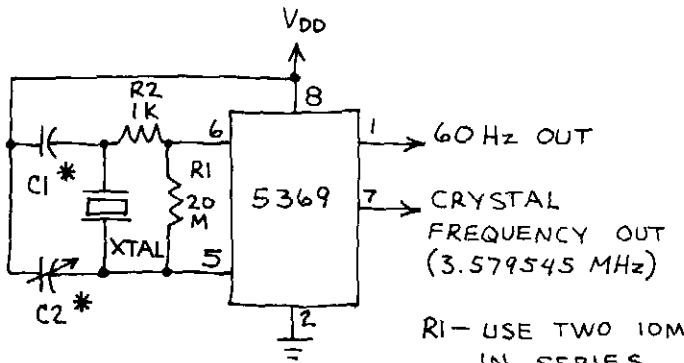 VDD
R2
1K
8
6
1
60 Hz OUT
C1 *
R1
20
M
5369
7
CRYSTAL
FREQUENCY OUT
(3.579545 MHz)
XTAL
5
C2 *
2
R1 - USE TWO 10M
IN SERIES